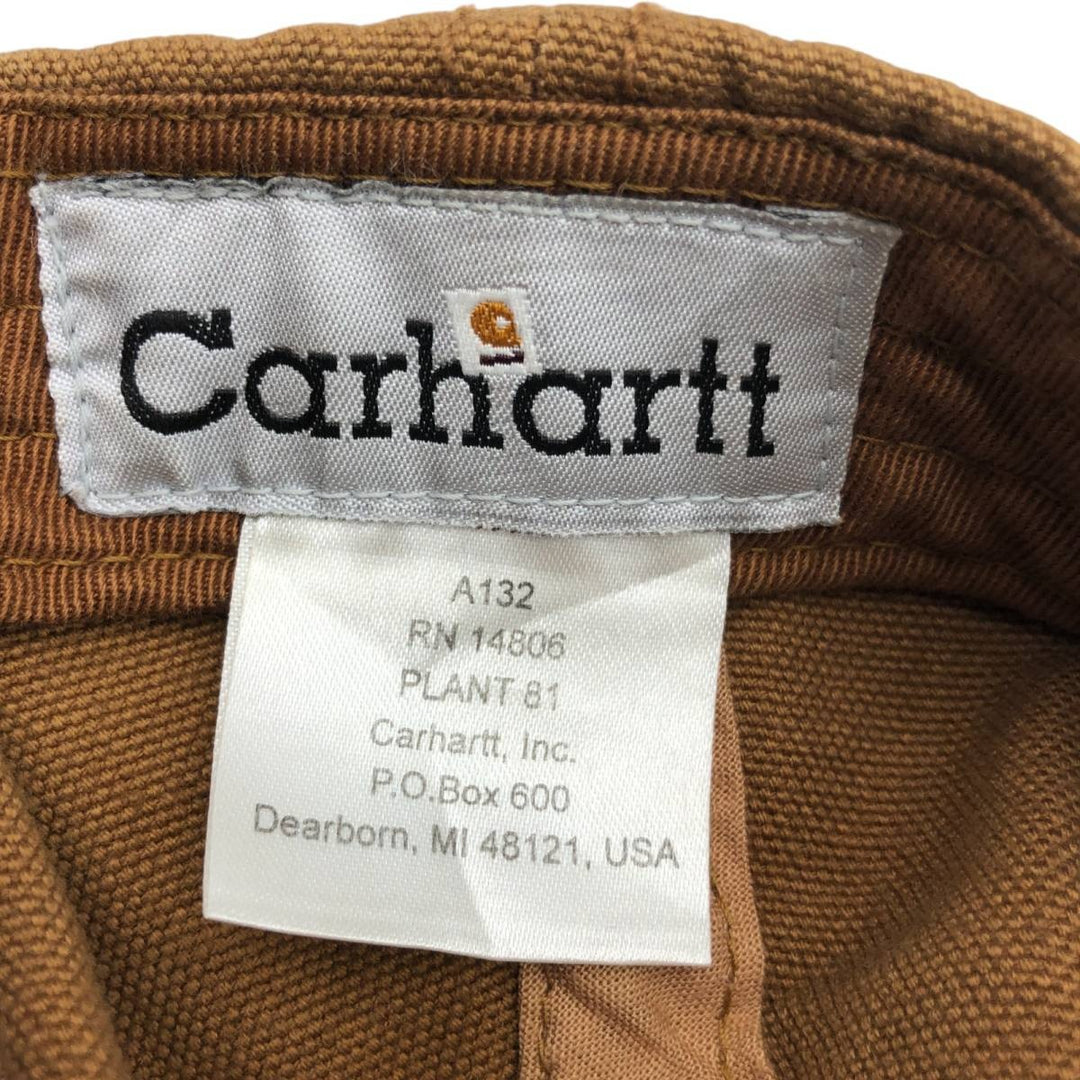 Carhartt
A132
RN 14806
PLANT 81
Carhartt, Inc.
P.O.Box 600
Dearborn, MI 48121, USA